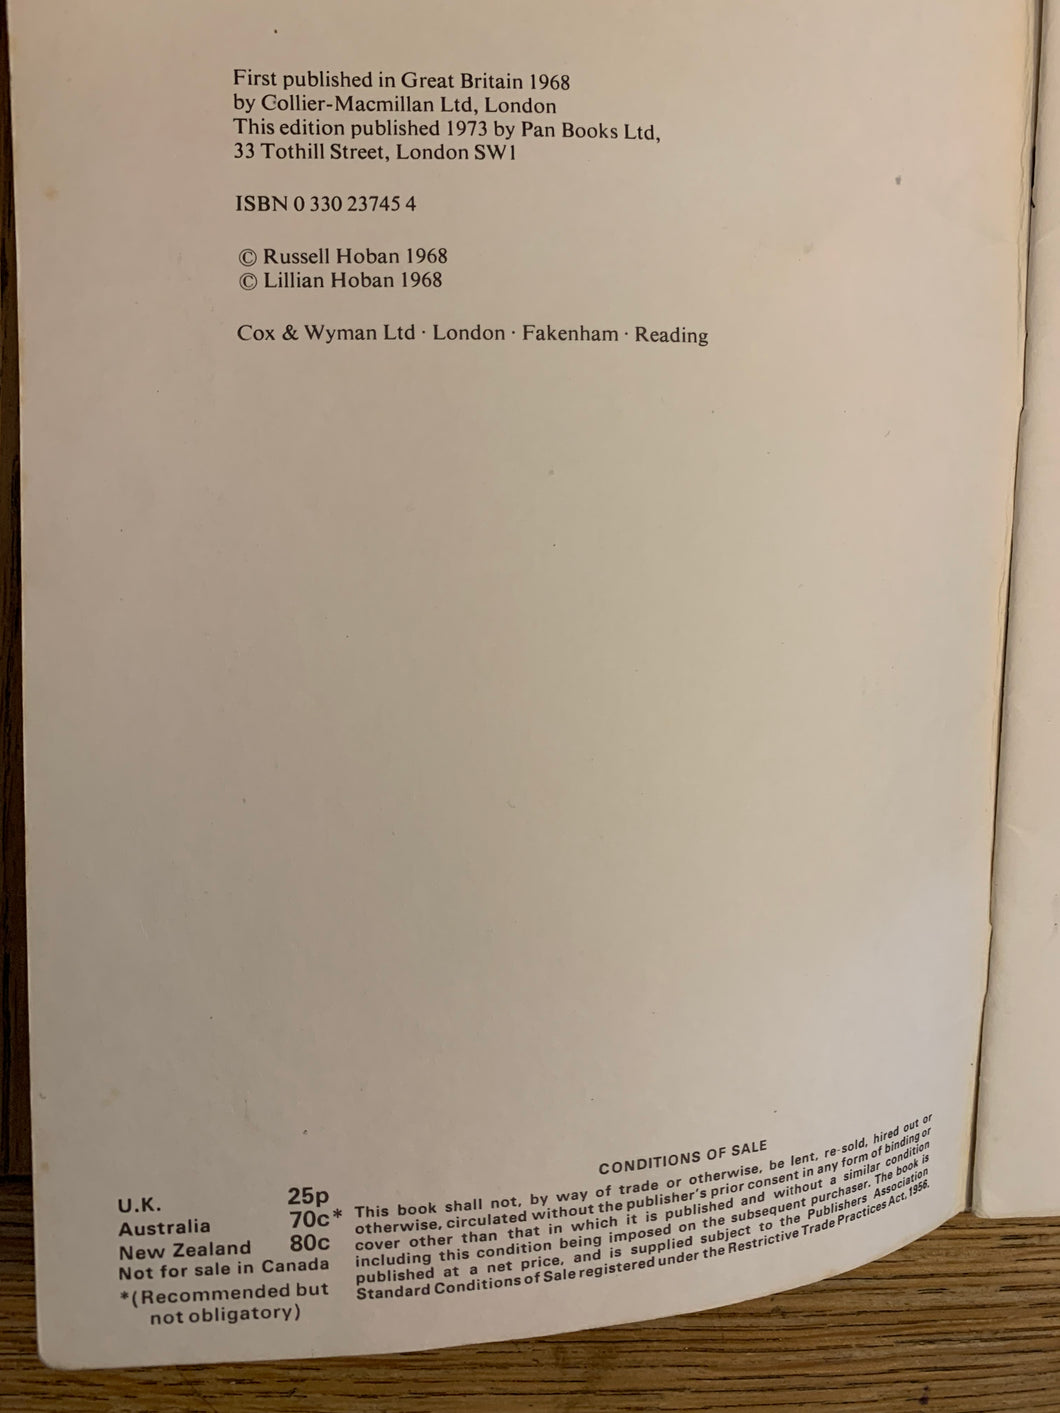 First published in Great Britain 1968
by Collier-Macmillan Ltd, London
This edition published 1973 by Pan Books Ltd,
33 Tothill Street, London SW1
ISBN 0 330 23745 4
© Russell Hoban 1968
© Lillian Hoban 1968
Cox & Wyman Ltd · London · Fakenham · Reading
U.K. 25p
Australia 70c*
New Zealand 80c
Not for sale in Canada
*(Recommended but
not obligatory)
CONDITIONS OF SALE
This book shall not, by way of trade or otherwise, be lent, re-sold, hired out or
otherwise, circulated without the publisher's prior consent in any form of binding or
cover other than that in which it is published and without a similar condition
including this condition being imposed on the subsequent purchaser. The book is
published at a net price, and is supplied subject to the Publishers Association
Standard Conditions of Sale registered under the Restrictive Trade Practices Act, 1956.